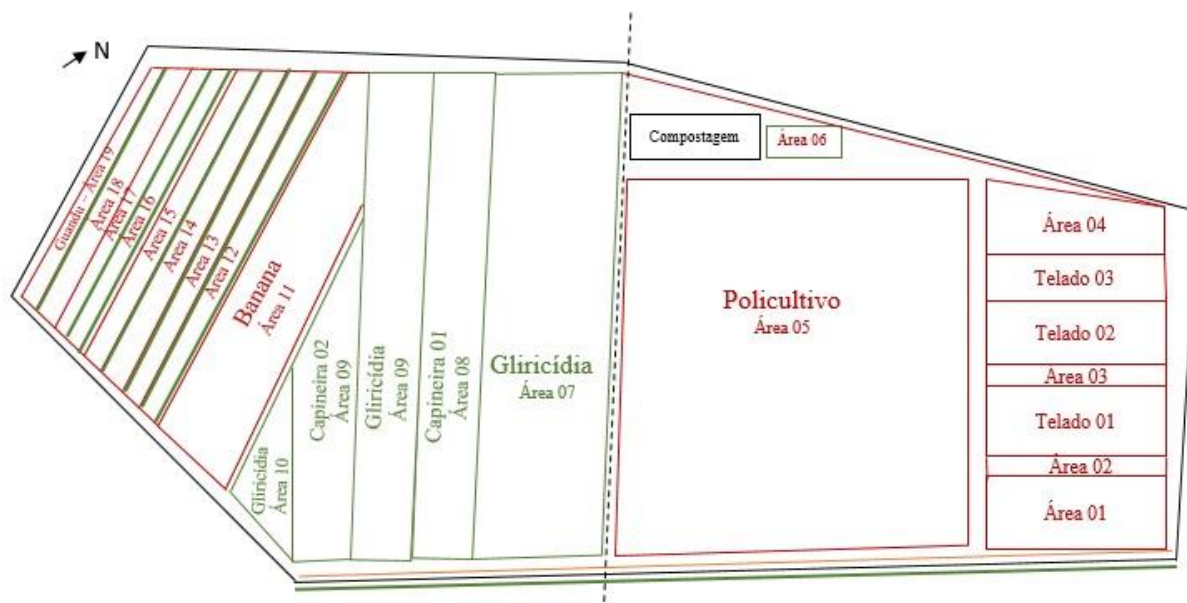 N
Guandu – Área 19
Área 18
Área 17
Área 16
Área 15
Área 14
Área 13
Área 12
Banana
Área 11
Gliricídia
Área 10
Capineira 02
Área 09
Gliricídia
Área 09
Capineira 01
Área 08
Gliricídia
Área 07
Compostagem
Área 06
Policultivo
Área 05
Área 04
Telado 03
Telado 02
Área 03
Telado 01
Área 02
Área 01